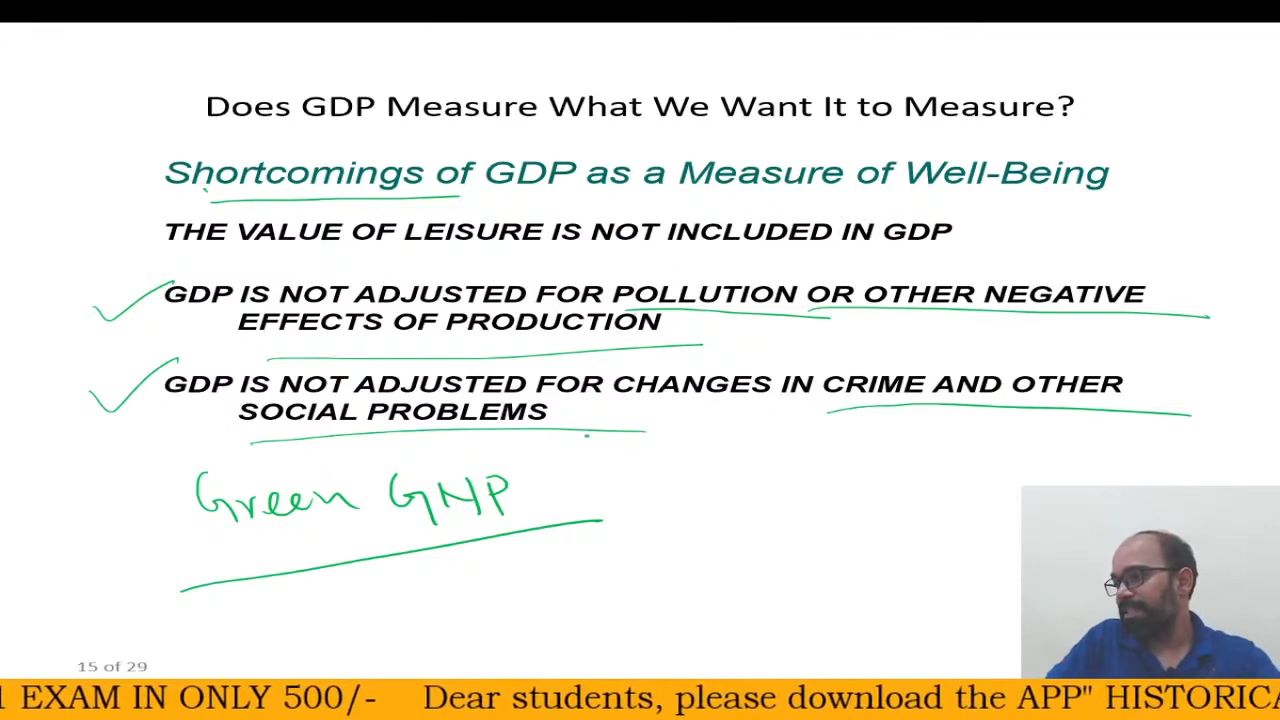 Does GDP Measure What We Want It to Measure?
Shortcomings of GDP as a Measure of Well-Being
THE VALUE OF LEISURE IS NOT INCLUDED IN GDP
GDP IS NOT ADJUSTED FOR POLLUTION OR OTHER NEGATIVE
EFFECTS OF PRODUCTION
GDP IS NOT ADJUSTED FOR CHANGES IN CRIME AND OTHER
SOCIAL PROBLEMS
Green GNP
15 of 29
1 EXAM IN ONLY 500/- Dear students, please download the APP" HISTORICA